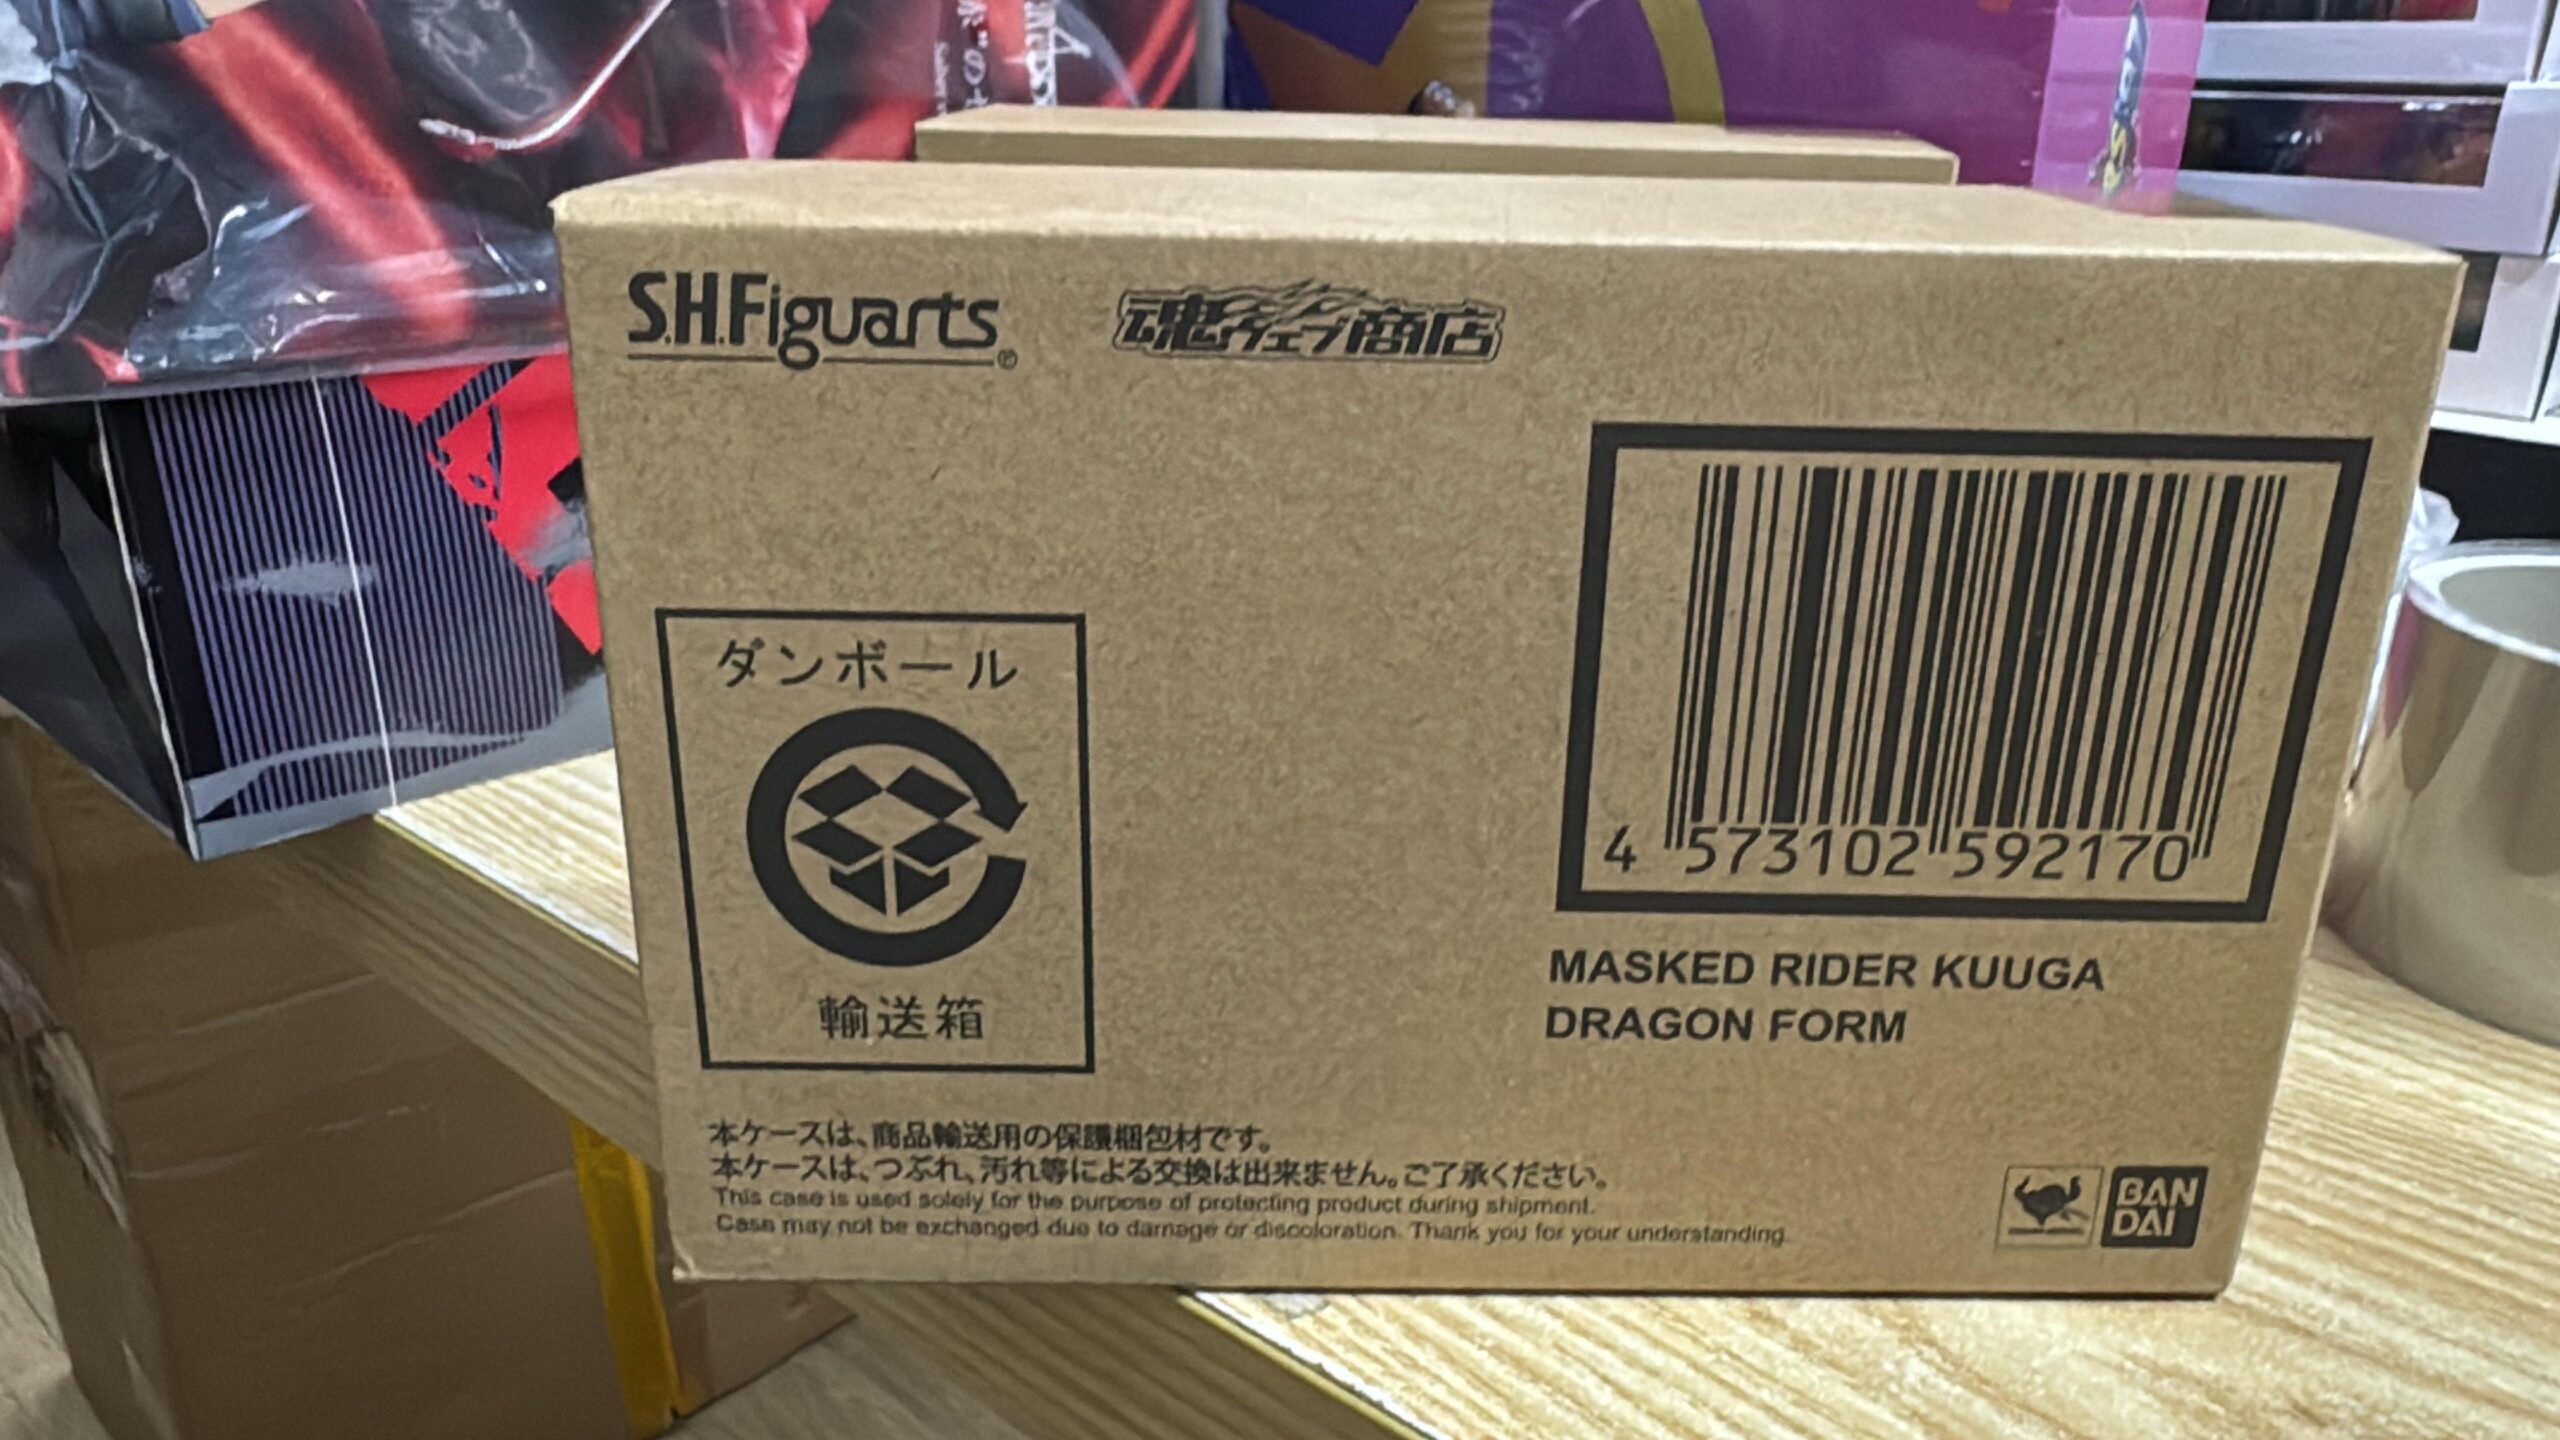 S.H.Figuarts
魂ウェブ商店
ダンボール
輸送箱
4 573102 592170
MASKED RIDER KUUGA
DRAGON FORM
本ケースは、商品輸送用の保護梱包材です。
本ケースは、つぶれ、汚れ等による交換は出来ません。ご了承ください。
This case is used solely for the purpose of protecting product during shipment.
Case may not be exchanged due to damage or discoloration. Thank you for your understanding.
BAN
DAI